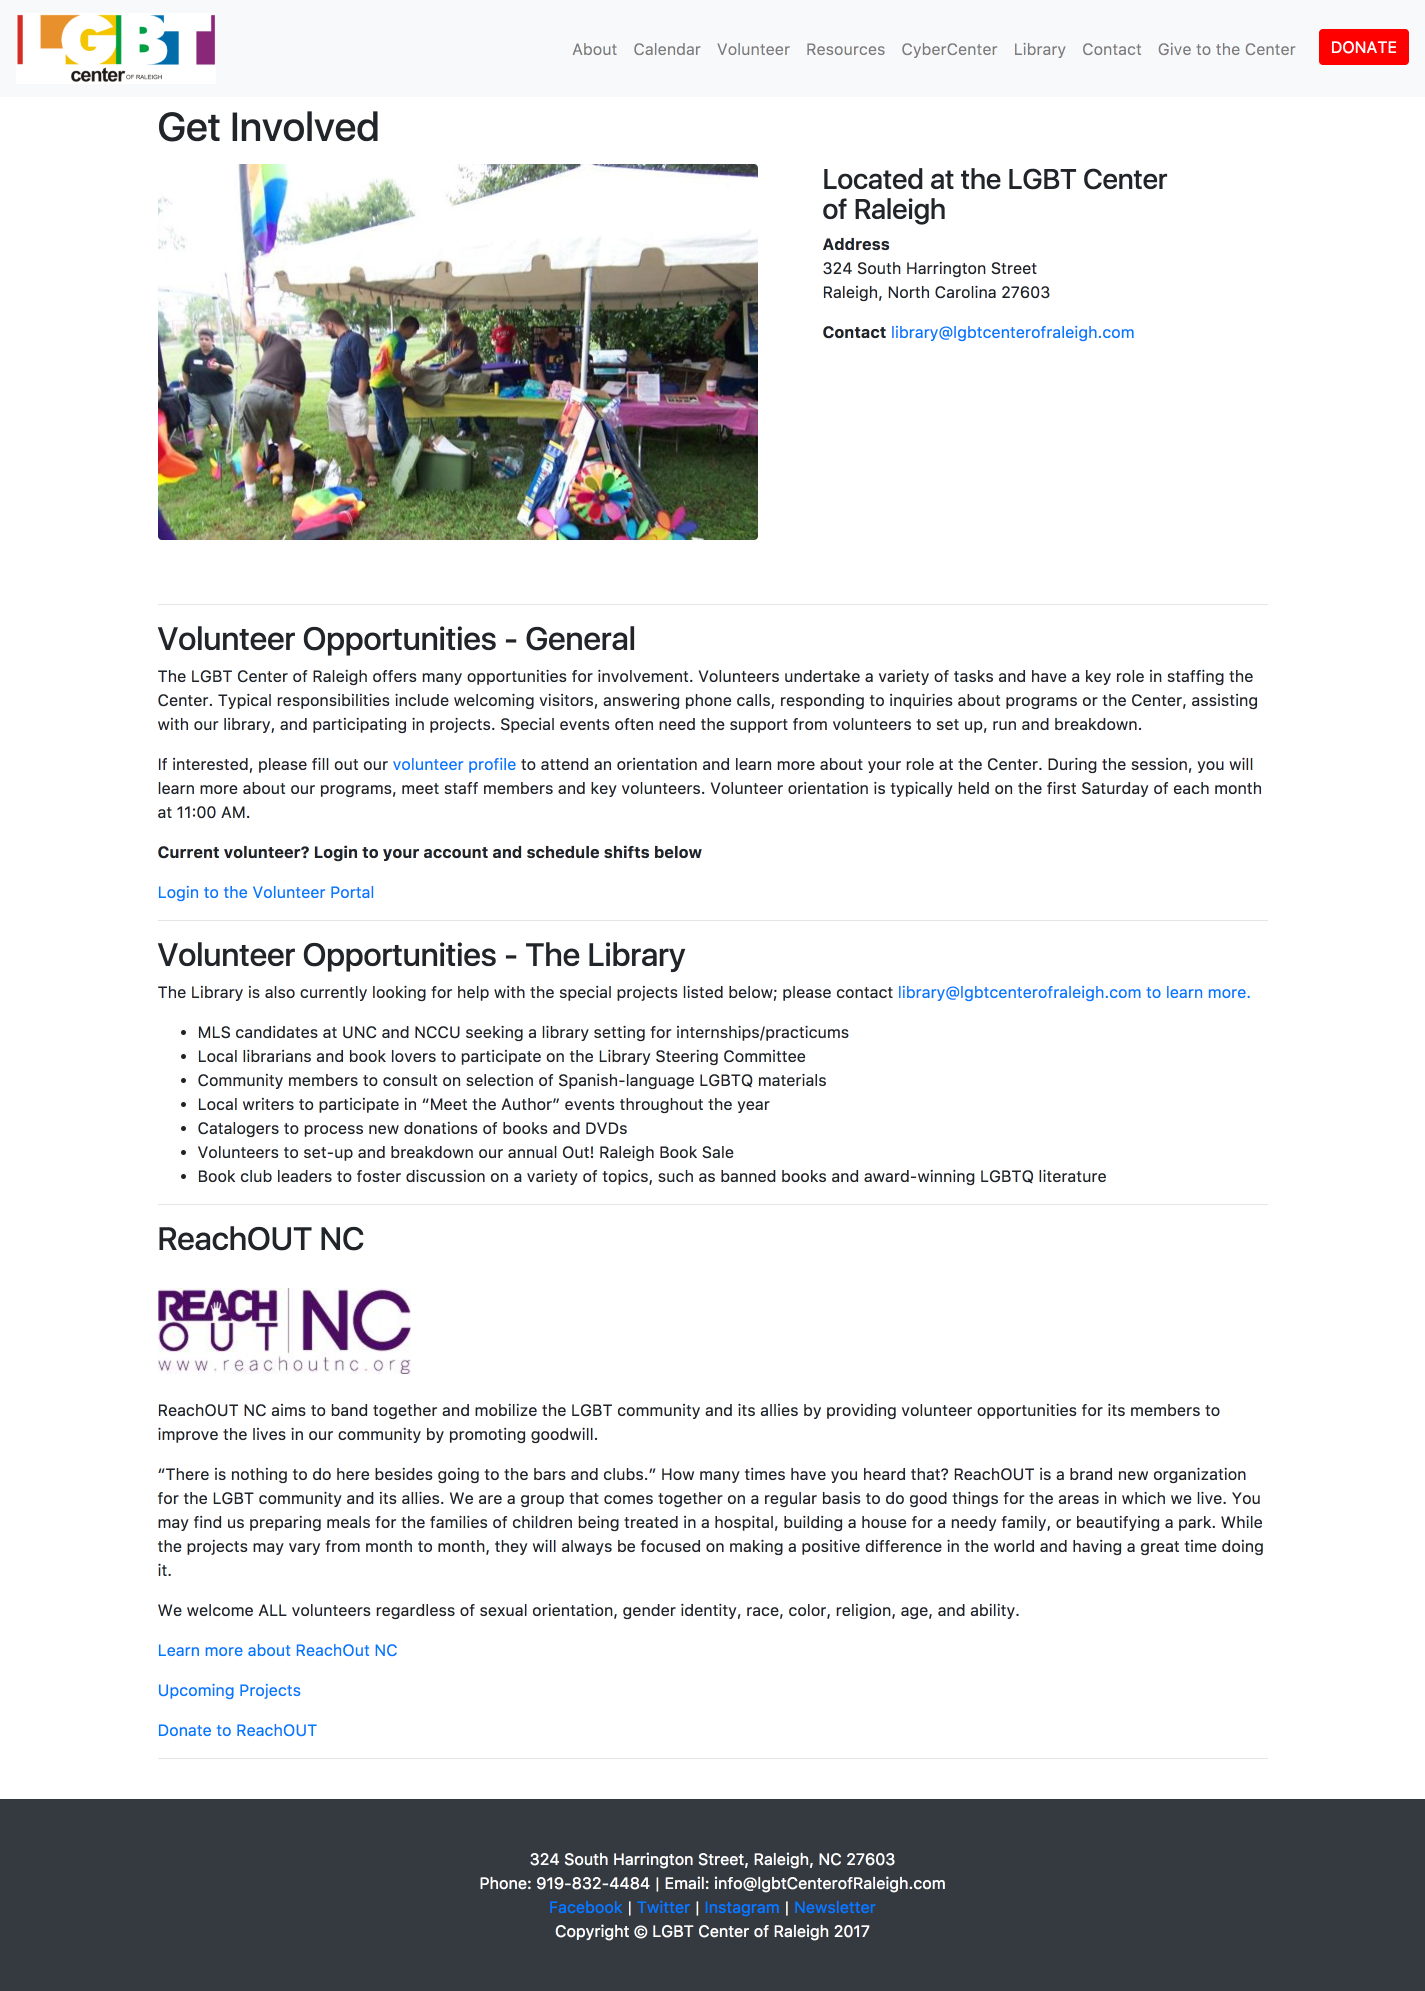 LGBT
center OF RALEIGH
About Calendar Volunteer Resources CyberCenter Library Contact Give to the Center DONATE
Get Involved
Located at the LGBT Center
of Raleigh
Address
324 South Harrington Street
Raleigh, North Carolina 27603
Contact library@lgbtcenterofraleigh.com
Volunteer Opportunities - General
The LGBT Center of Raleigh offers many opportunities for involvement. Volunteers undertake a variety of tasks and have a key role in staffing the
Center. Typical responsibilities include welcoming visitors, answering phone calls, responding to inquiries about programs or the Center, assisting
with our library, and participating in projects. Special events often need the support from volunteers to set up, run and breakdown.
If interested, please fill out our volunteer profile to attend an orientation and learn more about your role at the Center. During the session, you will
learn more about our programs, meet staff members and key volunteers. Volunteer orientation is typically held on the first Saturday of each month
at 11:00 AM.
Current volunteer? Login to your account and schedule shifts below
Login to the Volunteer Portal
Volunteer Opportunities - The Library
The Library is also currently looking for help with the special projects listed below; please contact library@lgbtcenterofraleigh.com to learn more.
• MLS candidates at UNC and NCCU seeking a library setting for internships/practicums
• Local librarians and book lovers to participate on the Library Steering Committee
• Community members to consult on selection of Spanish-language LGBTQ materials
• Local writers to participate in “Meet the Author” events throughout the year
• Catalogers to process new donations of books and DVDs
• Volunteers to set-up and breakdown our annual Out! Raleigh Book Sale
• Book club leaders to foster discussion on a variety of topics, such as banned books and award-winning LGBTQ literature
ReachOUT NC
REACH OUT NC
www.reachoutnc.org
ReachOUT NC aims to band together and mobilize the LGBT community and its allies by providing volunteer opportunities for its members to
improve the lives in our community by promoting goodwill.
“There is nothing to do here besides going to the bars and clubs.” How many times have you heard that? ReachOUT is a brand new organization
for the LGBT community and its allies. We are a group that comes together on a regular basis to do good things for the areas in which we live. You
may find us preparing meals for the families of children being treated in a hospital, building a house for a needy family, or beautifying a park. While
the projects may vary from month to month, they will always be focused on making a positive difference in the world and having a great time doing
it.
We welcome ALL volunteers regardless of sexual orientation, gender identity, race, color, religion, age, and ability.
Learn more about ReachOut NC
Upcoming Projects
Donate to ReachOUT
324 South Harrington Street, Raleigh, NC 27603
Phone: 919-832-4484 | Email: info@lgbtCenterofRaleigh.com
Facebook | Twitter | Instagram | Newsletter
Copyright © LGBT Center of Raleigh 2017